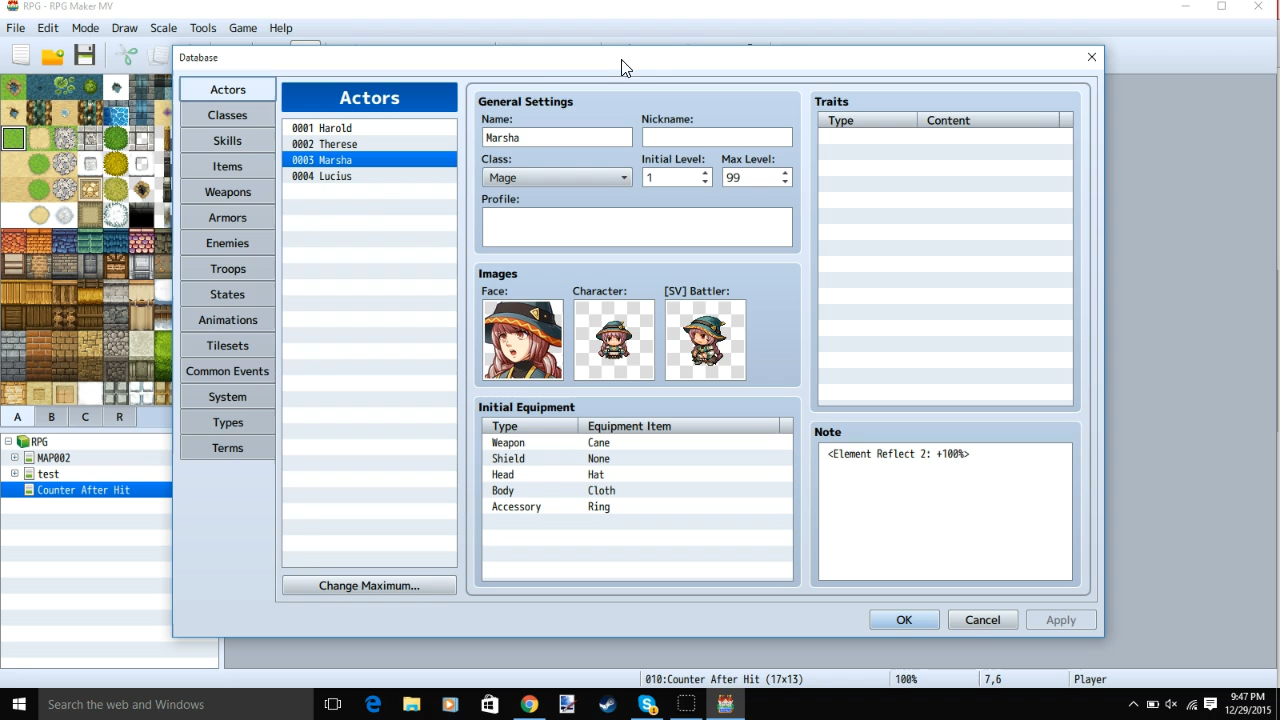 RPG - RPG Maker MV
File Edit Mode Draw Scale Tools Game Help
Database
Actors
Classes
Skills
Items
Weapons
Armors
Enemies
Troops
States
Animations
Tilesets
Common Events
System
Types
Terms
Actors
0001 Harold
0002 Therese
0003 Marsha
0004 Lucius
Change Maximum...
General Settings
Name: Nickname:
Marsha
Class: Initial Level: Max Level:
Mage 1 99
Profile:
Images
Face: Character: [SV] Battler:
Initial Equipment
Type Equipment Item
Weapon Cane
Shield None
Head Hat
Body Cloth
Accessory Ring
Traits
Type Content
Note
<Element Reflect 2: +100%>
OK Cancel Apply
A B C R
RPG
MAP002
test
Counter After Hit
010:Counter After Hit (17x13) 100% 7,6 Player
Search the web and Windows
9:47 PM
12/29/2015